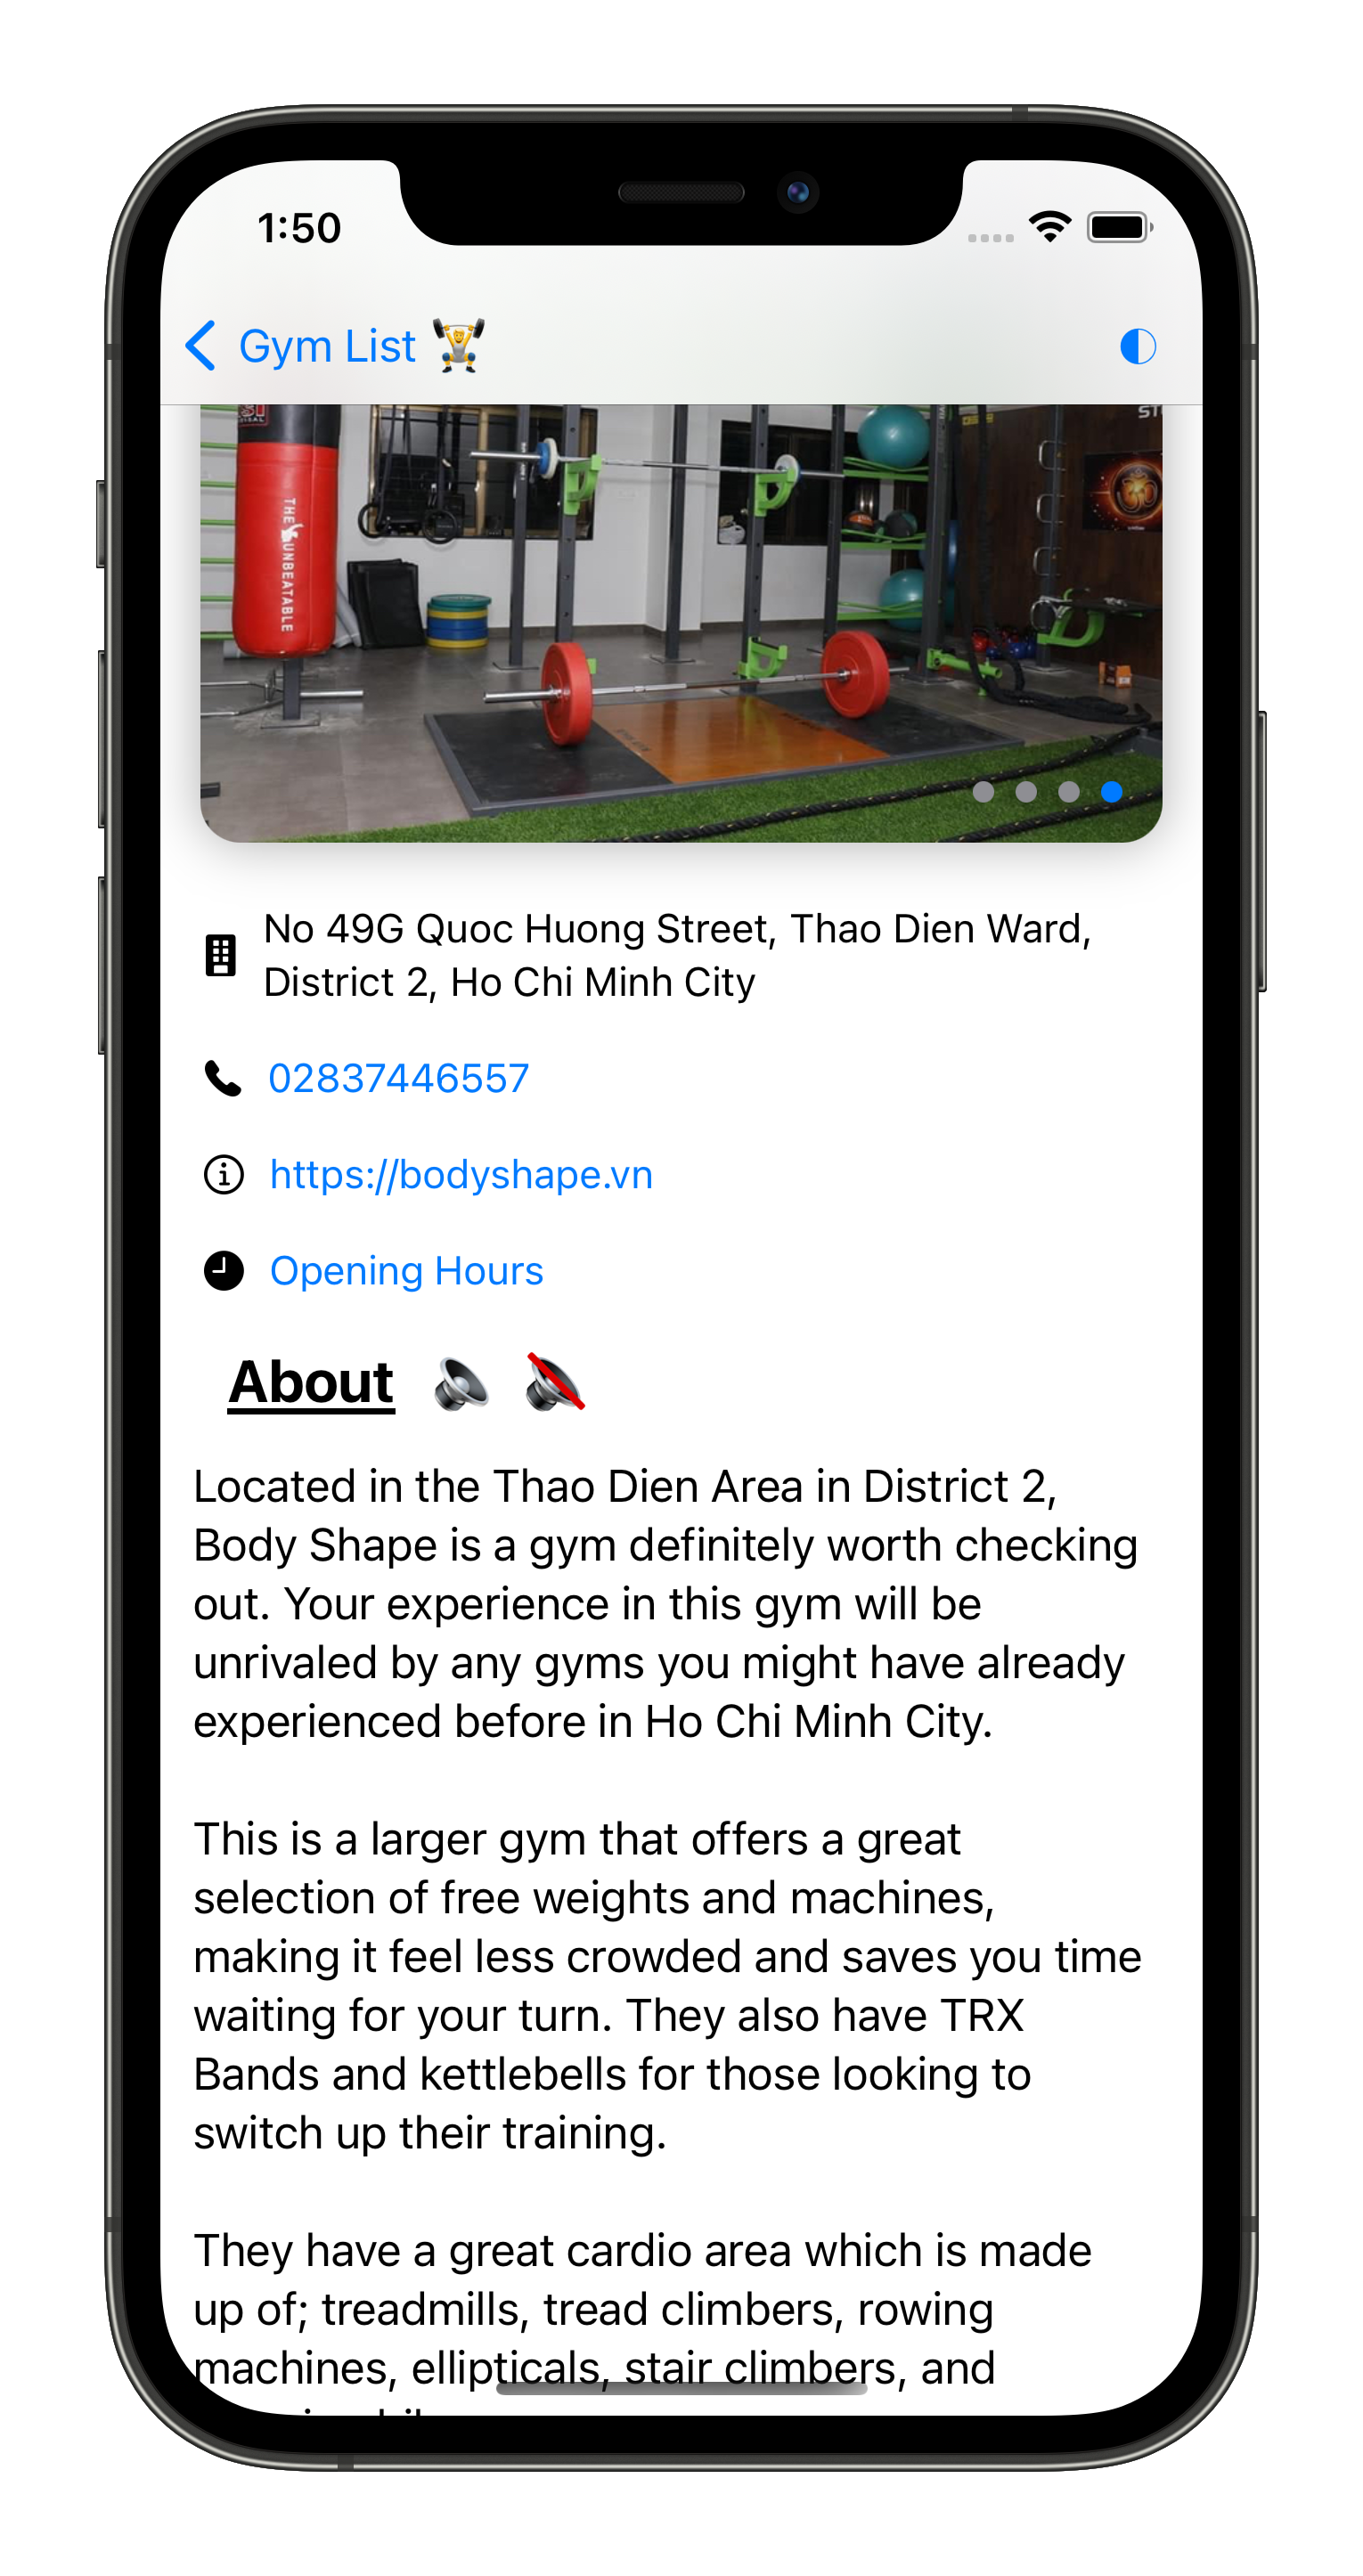 1:50
Gym List
THE UNBEATABLE
No 49G Quoc Huong Street, Thao Dien Ward,
District 2, Ho Chi Minh City
02837446557
https://bodyshape.vn
Opening Hours
About
Located in the Thao Dien Area in District 2,
Body Shape is a gym definitely worth checking
out. Your experience in this gym will be
unrivaled by any gyms you might have already
experienced before in Ho Chi Minh City.
This is a larger gym that offers a great
selection of free weights and machines,
making it feel less crowded and saves you time
waiting for your turn. They also have TRX
Bands and kettlebells for those looking to
switch up their training.
They have a great cardio area which is made
up of; treadmills, tread climbers, rowing
machines, ellipticals, stair climbers, and